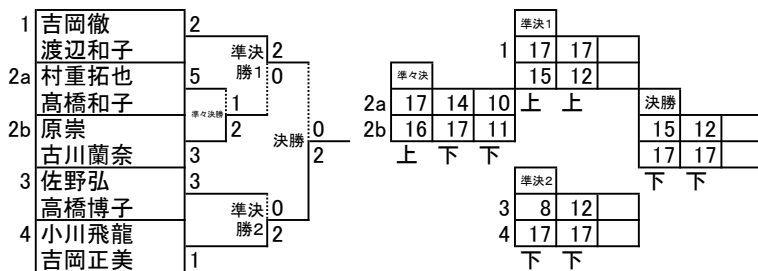 1 吉岡徹 2
渡辺和子
準決勝1 2
0
2a 村重拓也 5
髙橋和子
準々決勝 1
2
2b 原崇
古川蘭奈 3
決勝 0
2
3 佐野弘 3
高橋博子
準決勝2 0
2
4 小川飛龍
吉岡正美 1
準決1
1 17 17
15 12
上 上
準々決
2a 17 14 10
2b 16 17 11
上 下 下
決勝
15 12
17 17
下 下
準決2
3 8 12
4 17 17
下 下